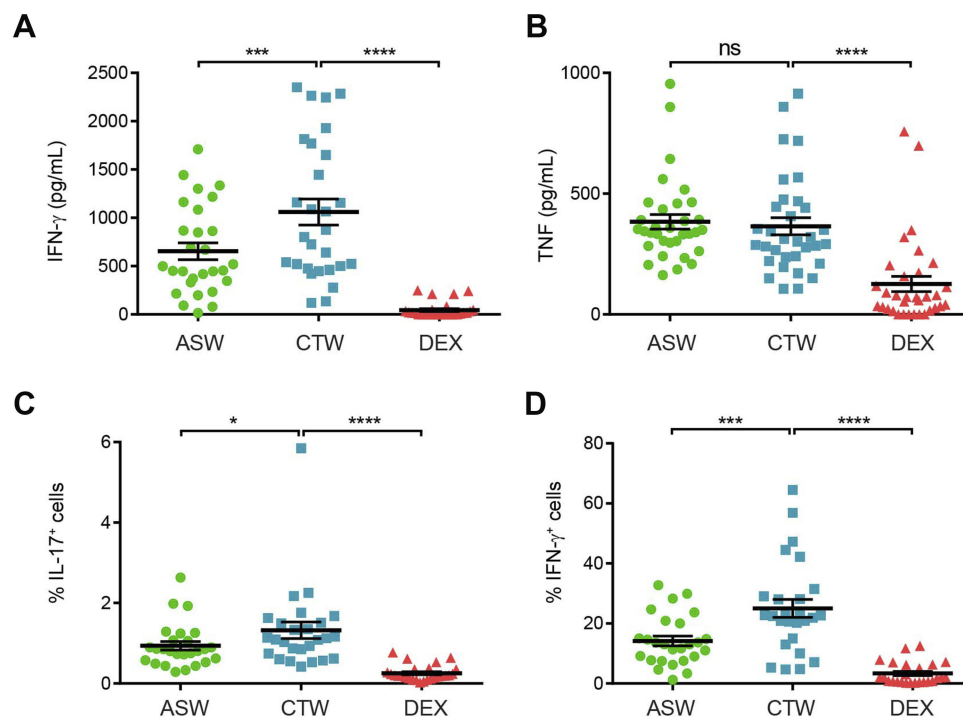 A
*** ****
IFN-γ (pg/mL)
2500
2000
1500
1000
500
0
ASW CTW DEX
B
ns ****
TNF (pg/mL)
1000
500
0
ASW CTW DEX
C
* ****
% IL-17⁺ cells
6
4
2
0
ASW CTW DEX
D
*** ****
% IFN-γ⁺ cells
80
60
40
20
0
ASW CTW DEX